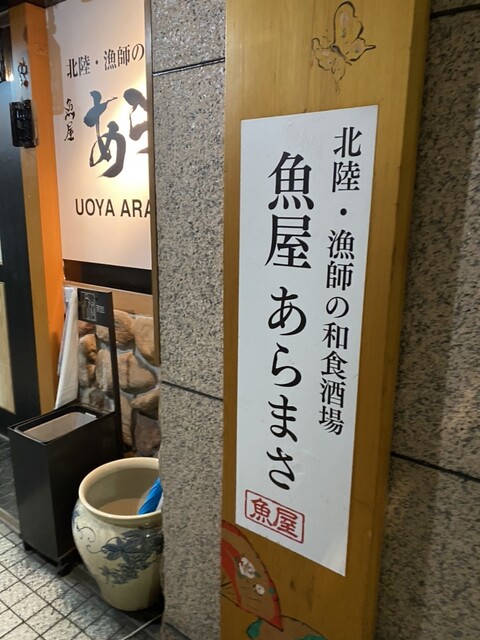 北陸・漁師の和食酒場
魚屋 あらまさ
魚屋
北陸・漁師の
魚屋
あら
UOYA ARA